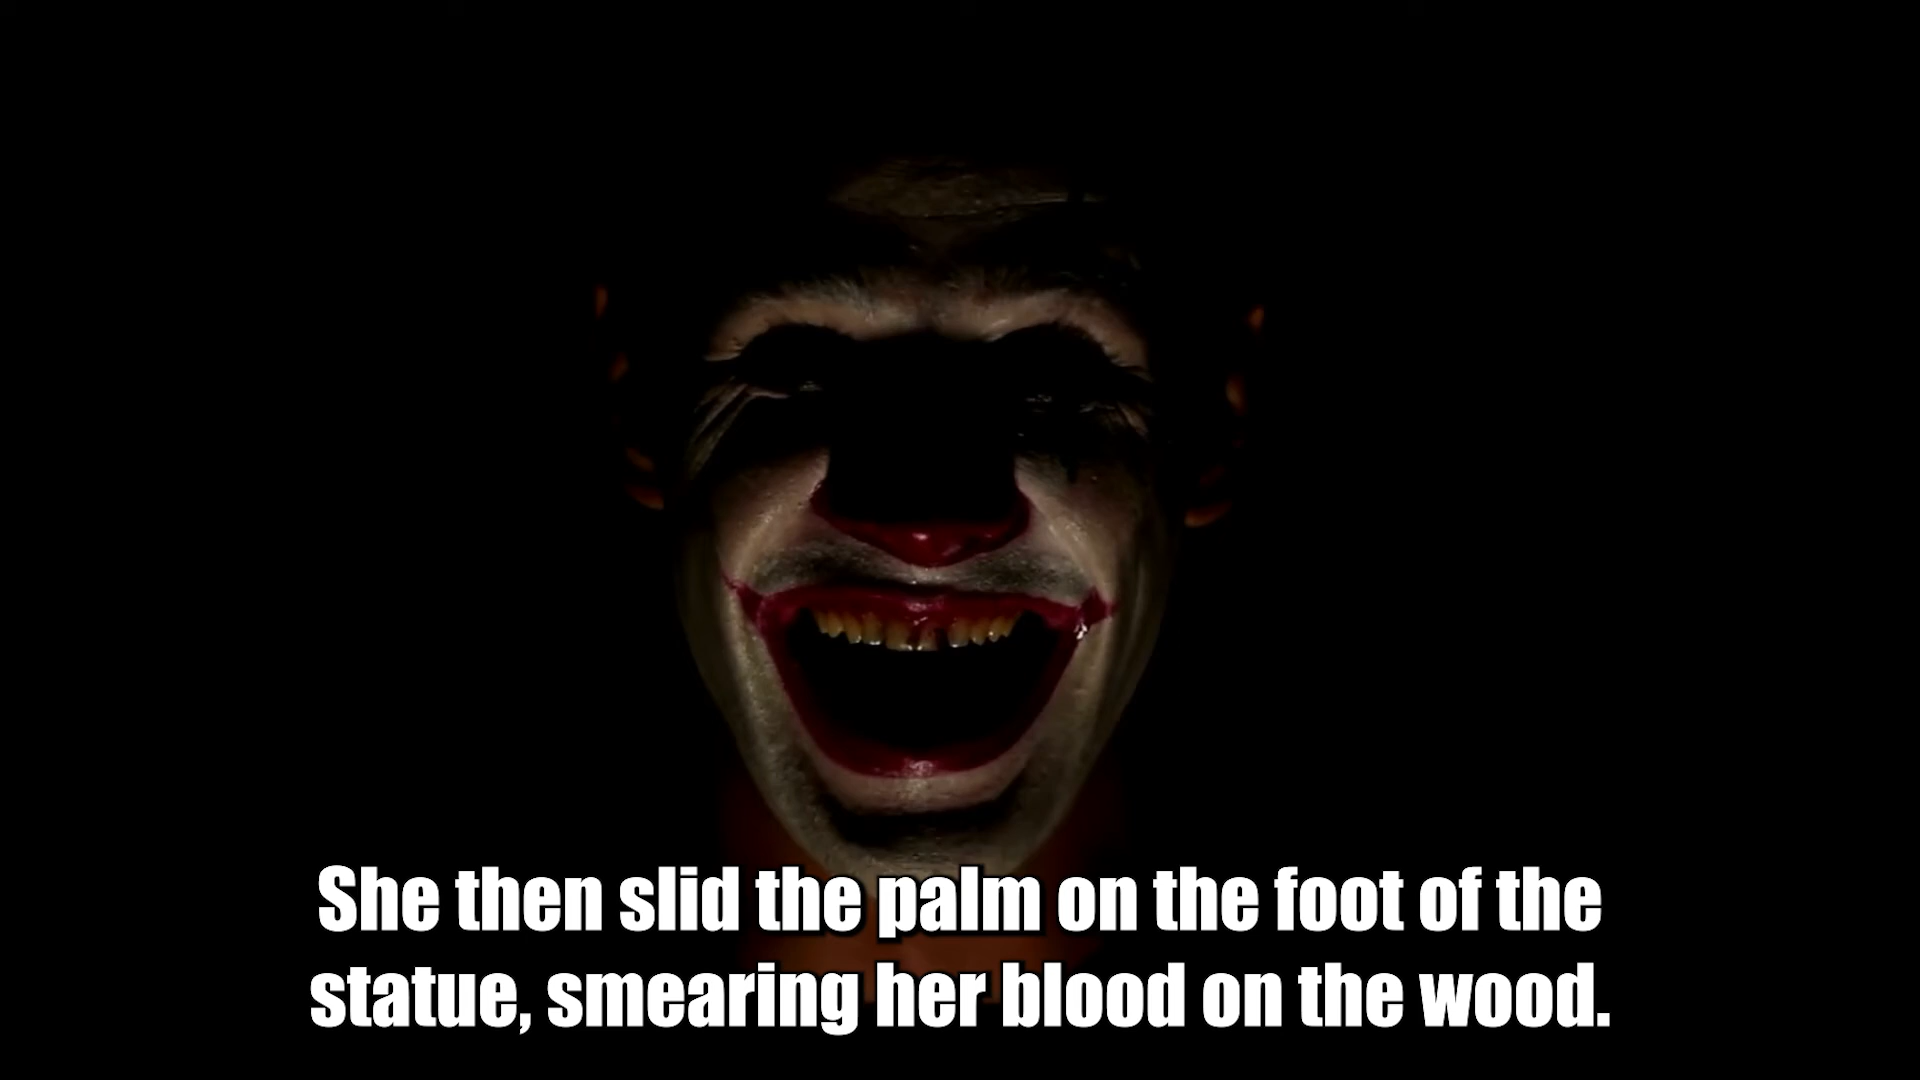 She then slid the palm on the foot of the
statue, smearing her blood on the wood.